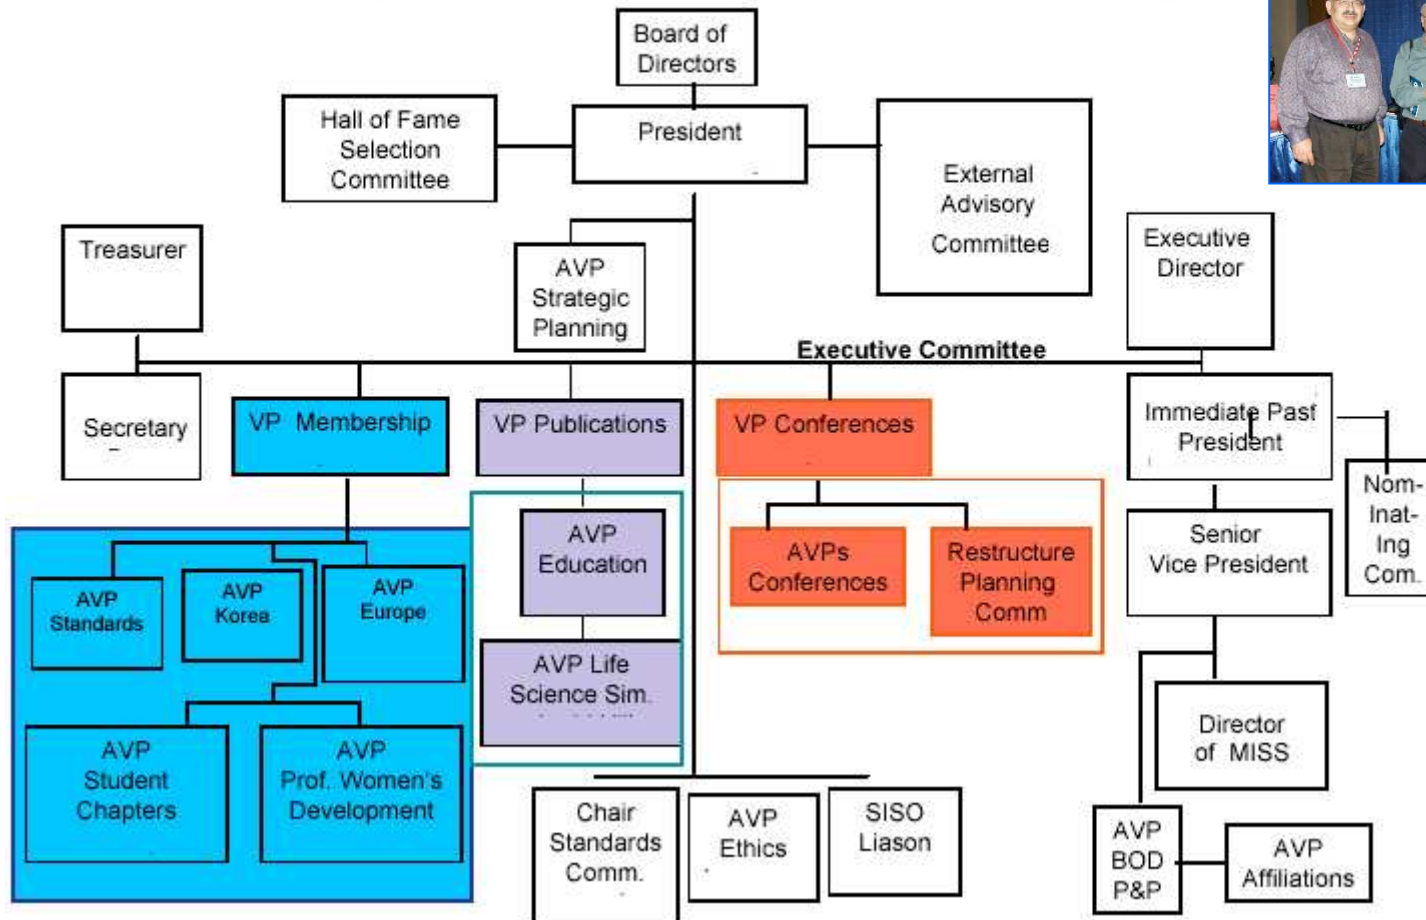 Board of
Directors
Hall of Fame
Selection
Committee
President
External
Advisory
Committee
Treasurer
AVP
Strategic
Planning
Executive
Director
Executive Committee
Secretary
VP Membership
VP Publications
VP Conferences
Immediate Past
President
Nom-
Inat-
Ing
Com.
AVP
Standards
AVP
Korea
AVP
Europe
AVP
Education
AVPs
Conferences
Restructure
Planning
Comm
Senior
Vice President
AVP Life
Science Sim.
AVP
Student
Chapters
AVP
Prof. Women's
Development
Director
of MISS
Chair
Standards
Comm.
AVP
Ethics
SISO
Liason
AVP
BOD
P&P
AVP
Affiliations